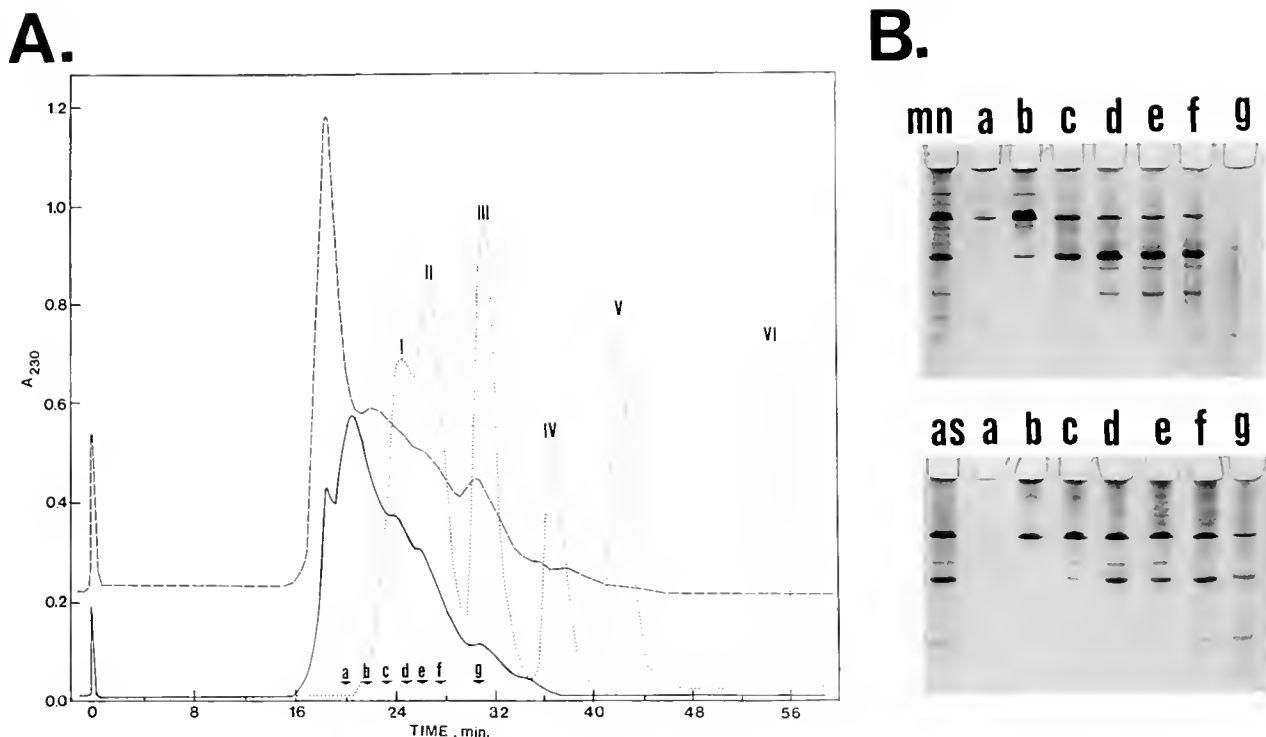 A.
1.2
1.0
0.8
0.6
0.4
0.2
0.0
A230
I
II
III
IV
V
VI
a b c d e f g
0 8 16 24 32 40 48 56
TIME, min.
B.
mn a b c d e f g
as a b c d e f g